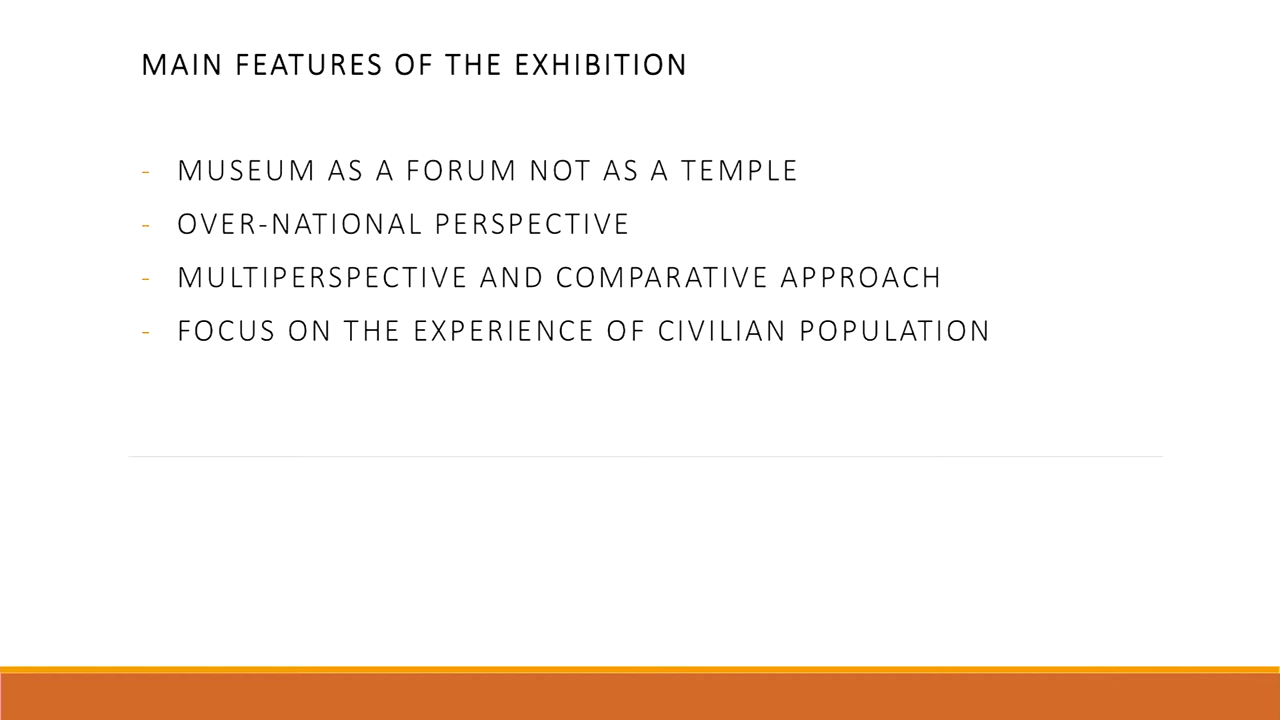 MAIN FEATURES OF THE EXHIBITION
- MUSEUM AS A FORUM NOT AS A TEMPLE
- OVER-NATIONAL PERSPECTIVE
- MULTIPERSPECTIVE AND COMPARATIVE APPROACH
- FOCUS ON THE EXPERIENCE OF CIVILIAN POPULATION